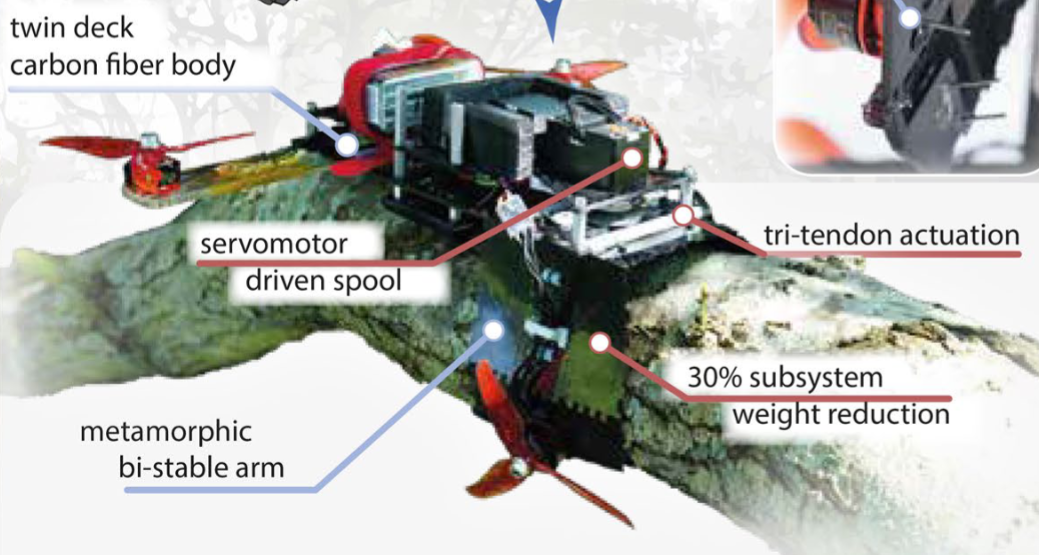 twin deck
carbon fiber body
servomotor
driven spool
tri-tendon actuation
30% subsystem
weight reduction
metamorphic
bi-stable arm